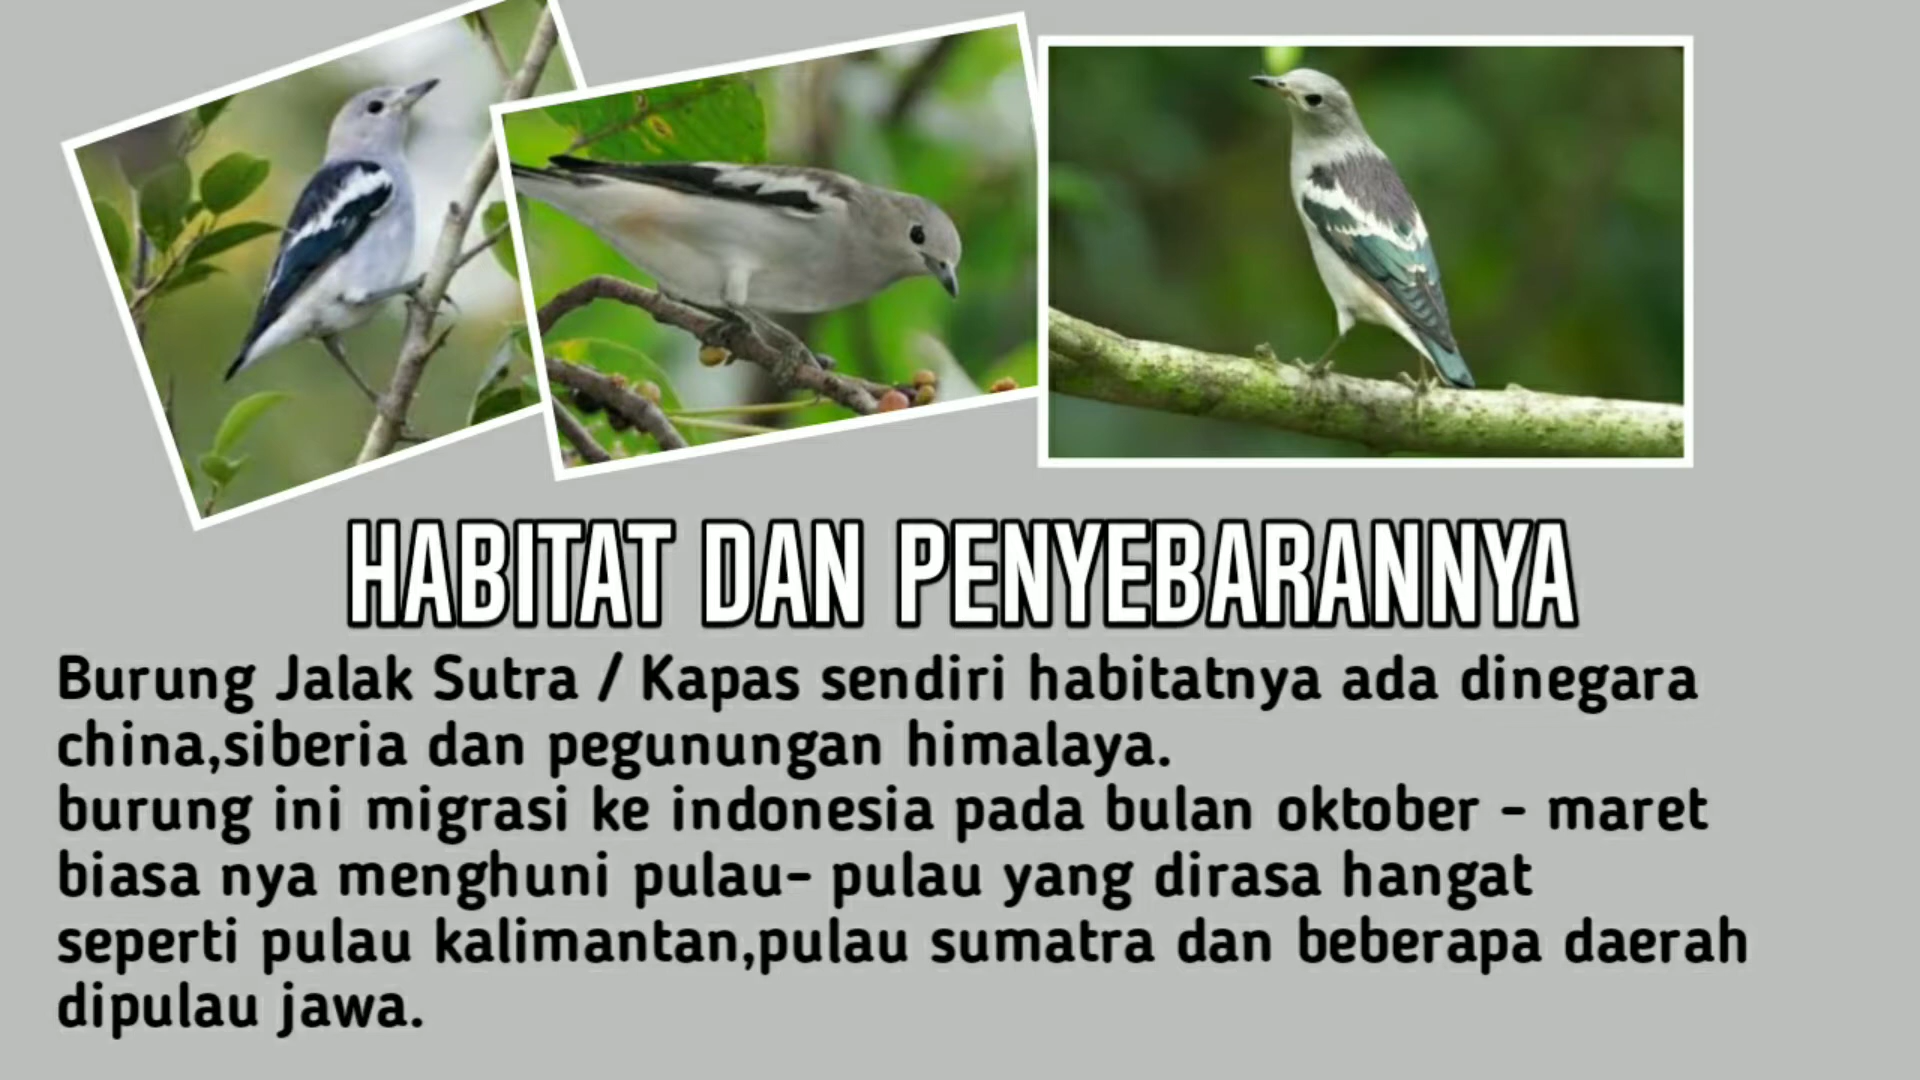 HABITAT DAN PENYEBARANNYA
Burung Jalak Sutra / Kapas sendiri habitatnya ada dinegara
china,siberia dan pegunungan himalaya.
burung ini migrasi ke indonesia pada bulan oktober - maret
biasa nya menghuni pulau- pulau yang dirasa hangat
seperti pulau kalimantan,pulau sumatra dan beberapa daerah
dipulau jawa.